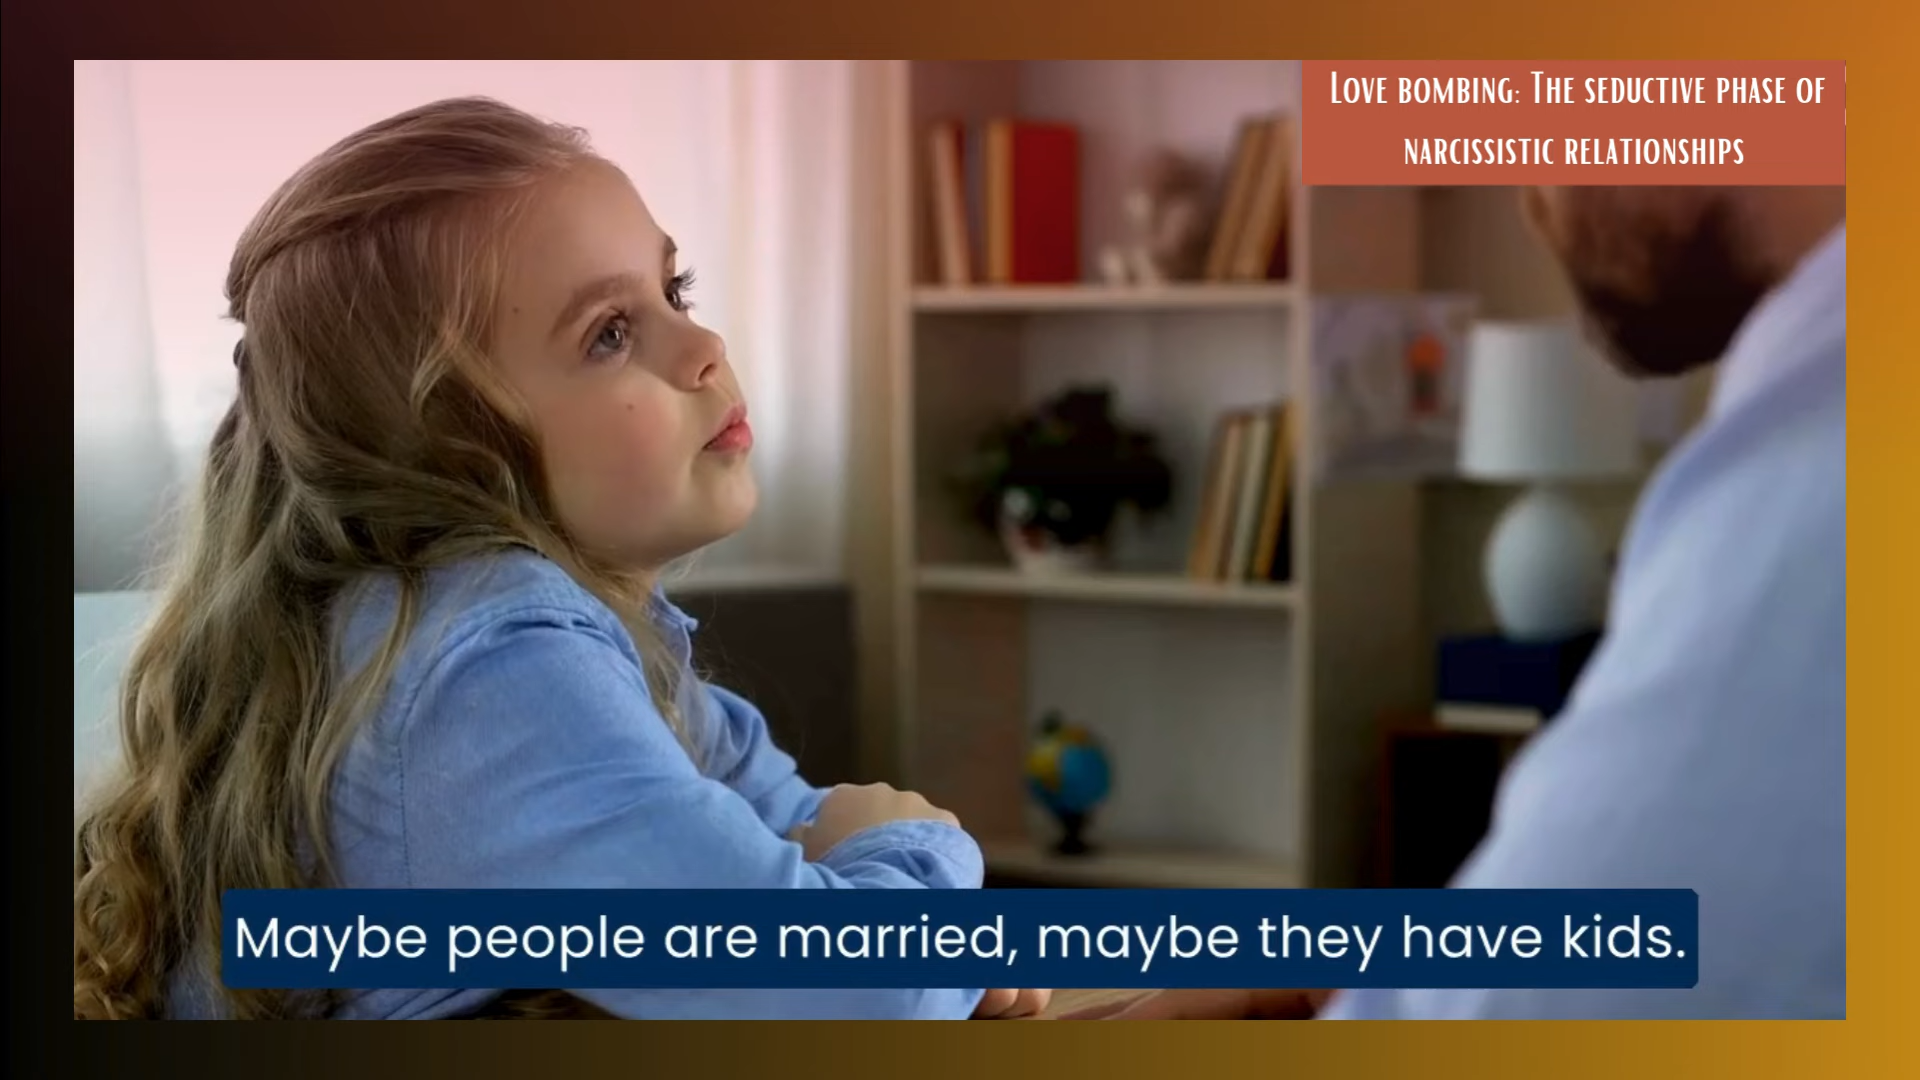 Love bombing: The seductive phase of
narcissistic relationships
Maybe people are married, maybe they have kids.